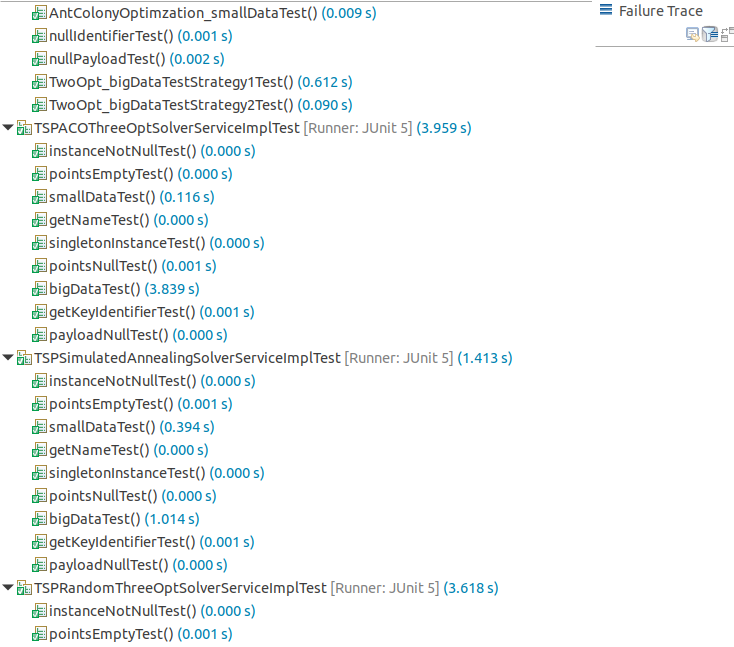 AntColonyOptimzation_smallDataTest() (0.009 s)
Failure Trace
nullIdentifierTest() (0.001 s)
nullPayloadTest() (0.002 s)
TwoOpt_bigDataTestStrategy1Test() (0.612 s)
TwoOpt_bigDataTestStrategy2Test() (0.090 s)
TSPACOThreeOptSolverServiceImplTest [Runner: JUnit 5] (3.959 s)
instanceNotNullTest() (0.000 s)
pointsEmptyTest() (0.000 s)
smallDataTest() (0.116 s)
getNameTest() (0.000 s)
singletonInstanceTest() (0.000 s)
pointsNullTest() (0.001 s)
bigDataTest() (3.839 s)
getKeyIdentifierTest() (0.001 s)
payloadNullTest() (0.000 s)
TSPSimulatedAnnealingSolverServiceImplTest [Runner: JUnit 5] (1.413 s)
instanceNotNullTest() (0.000 s)
pointsEmptyTest() (0.001 s)
smallDataTest() (0.394 s)
getNameTest() (0.000 s)
singletonInstanceTest() (0.000 s)
pointsNullTest() (0.000 s)
bigDataTest() (1.014 s)
getKeyIdentifierTest() (0.001 s)
payloadNullTest() (0.000 s)
TSPRandomThreeOptSolverServiceImplTest [Runner: JUnit 5] (3.618 s)
instanceNotNullTest() (0.000 s)
pointsEmptyTest() (0.001 s)